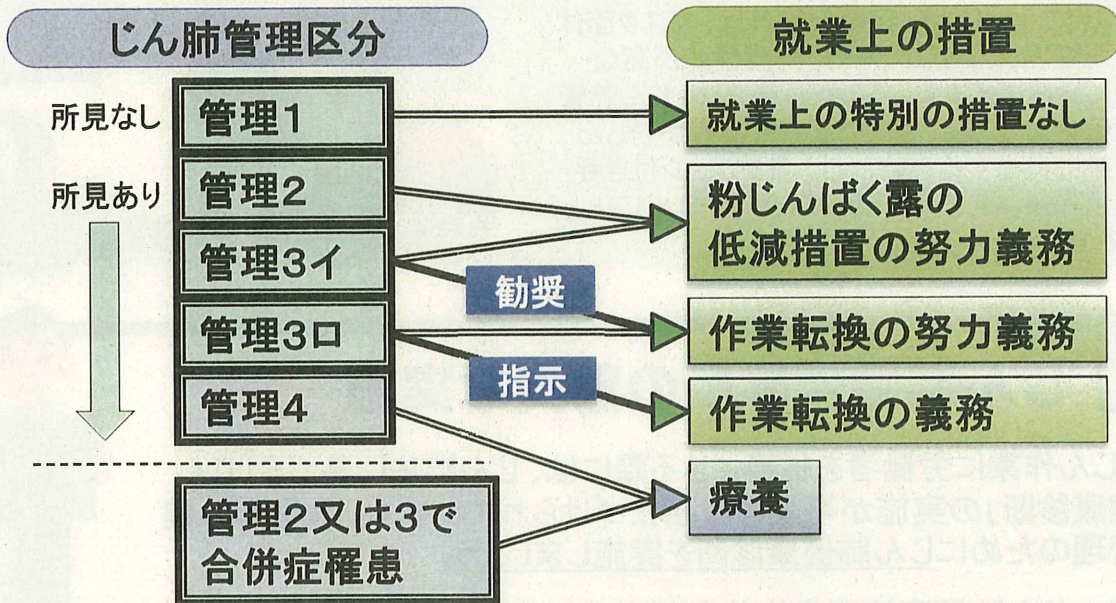 じん肺管理区分
就業上の措置
所見なし
管理1
就業上の特別の措置なし
所見あり
管理2
粉じんばく露の
低減措置の努力義務
管理3イ
勧奨
管理3ロ
作業転換の努力義務
指示
管理4
作業転換の義務
管理2又は3で
合併症罹患
療養